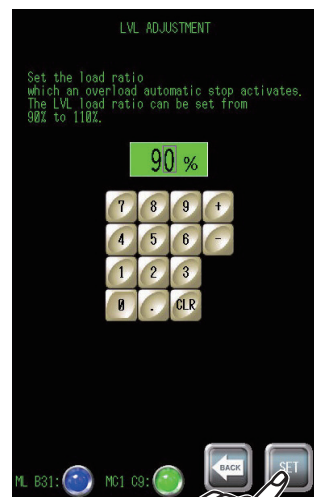 LVL ADJUSTMENT
Set the load ratio
which an overload automatic stop activates.
The LVL load ratio can be set from
90% to 110%.
90 %
7 8 9 +
4 5 6 -
1 2 3
0 . CLR
ML B31: MC1 C9: BACK SET